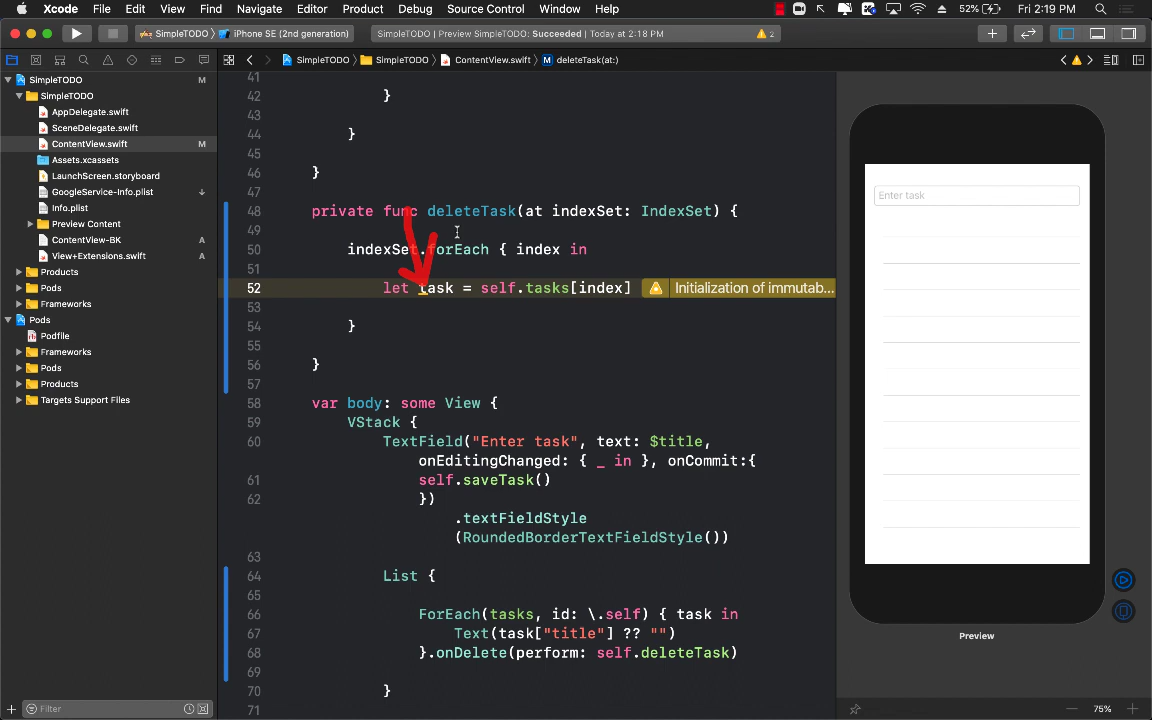 Xcode File Edit View Find Navigate Editor Product Debug Source Control Window Help 52% Fri 2:19 PM
SimpleTODO iPhone SE (2nd generation) SimpleTODO | Preview SimpleTODO: Succeeded | Today at 2:18 PM 2
SimpleTODO SimpleTODO ContentView.swift M deleteTask(at:)
SimpleTODO M
SimpleTODO
AppDelegate.swift
SceneDelegate.swift
ContentView.swift M
Assets.xcassets
LaunchScreen.storyboard
GoogleService-Info.plist
Info.plist
Preview Content
ContentView-BK A
View+Extensions.swift A
Products
Pods
Frameworks
Pods
Podfile
Frameworks
Pods
Products
Targets Support Files
Filter
41
42 }
43
44 }
45
46 }
47
48 private func deleteTask(at indexSet: IndexSet) {
49
50 indexSet.forEach { index in
51
52 let task = self.tasks[index] Initialization of immutab...
53
54 }
55
56 }
57
58 var body: some View {
59 VStack {
60 TextField("Enter task", text: $title,
onEditingChanged: { _ in }, onCommit:{
61 self.saveTask()
62 })
.textFieldStyle
(RoundedBorderTextFieldStyle())
63
64 List {
65
66 ForEach(tasks, id: \.self) { task in
67 Text(task["title"] ?? "")
68 }.onDelete(perform: self.deleteTask)
69
70 }
71
Enter task
Preview
75%